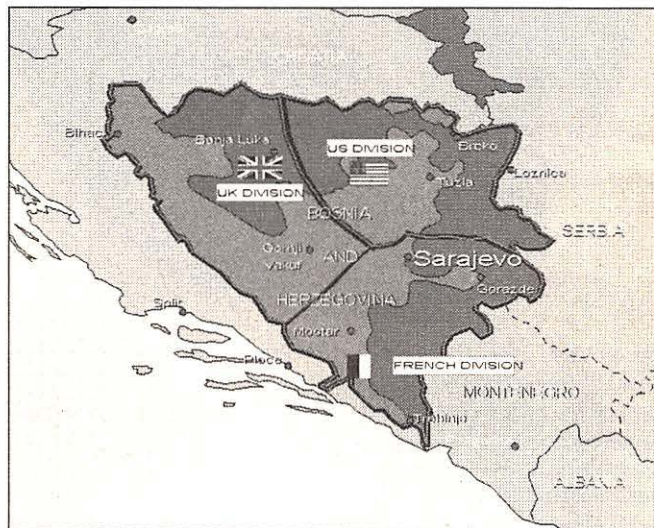 CROATIA
Bihac
Banja Luka
US DIVISION
Brcko
Loznica
UK DIVISION
Tuzla
BOSNIA
SERBIA
Gornji
Vakuf
AND
Sarajevo
Gorazde
HERZEGOVINA
Split
Mostar
Ploce
FRENCH DIVISION
MONTENEGRO
Trebinje
ALBANIA